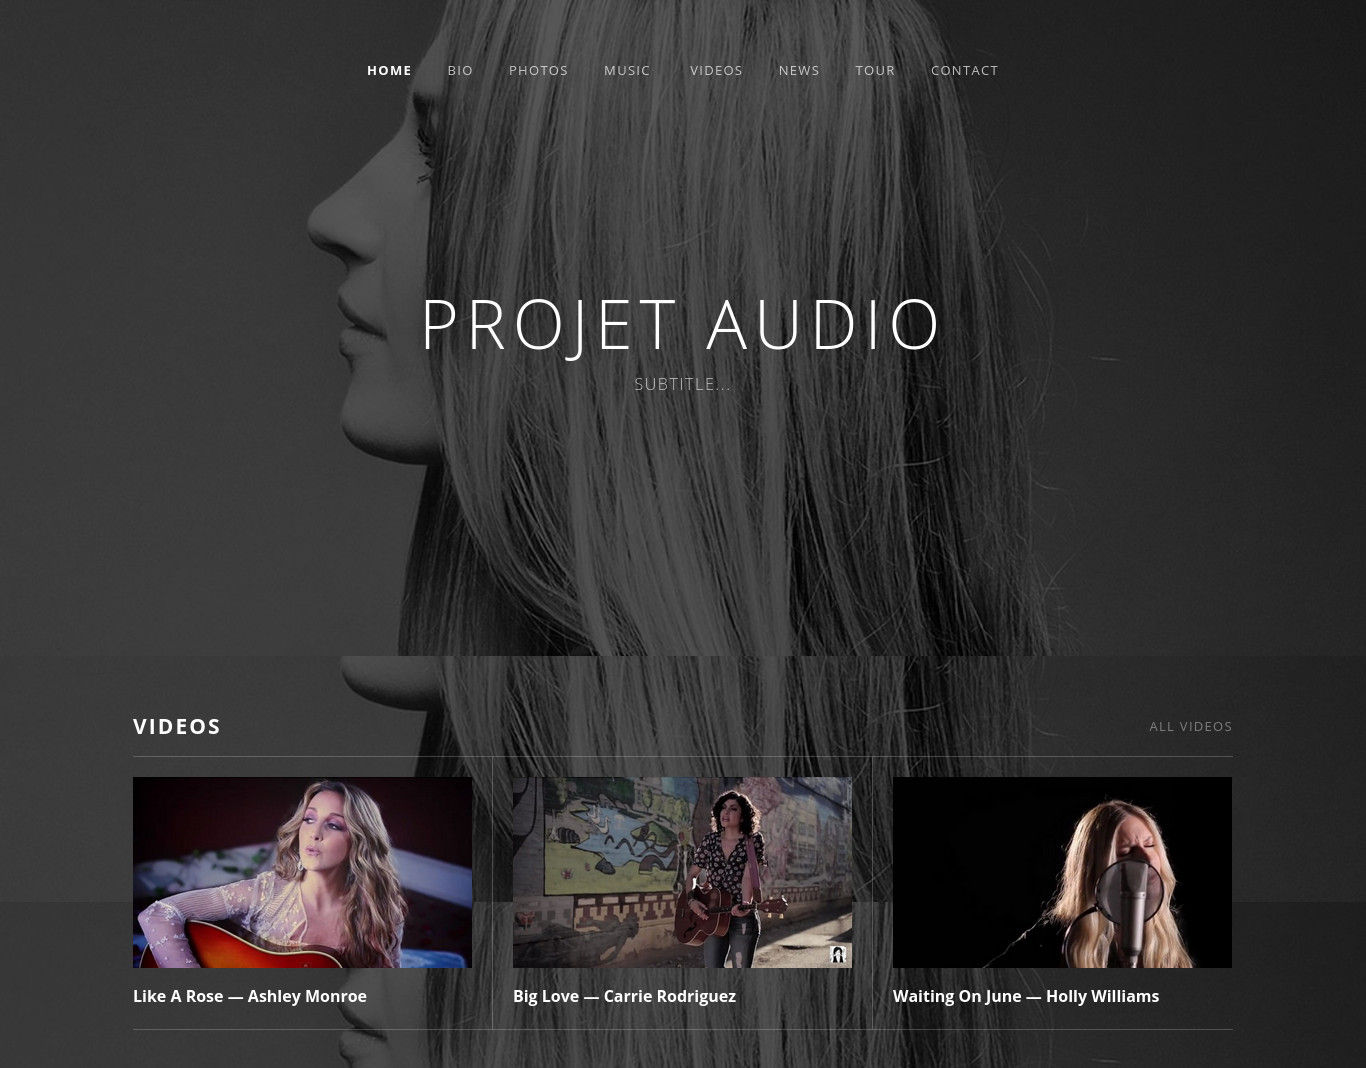 HOME BIO PHOTOS MUSIC VIDEOS NEWS TOUR CONTACT
PROJET AUDIO
SUBTITLE...
VIDEOS ALL VIDEOS
Like A Rose — Ashley Monroe
Big Love — Carrie Rodriguez
Waiting On June — Holly Williams